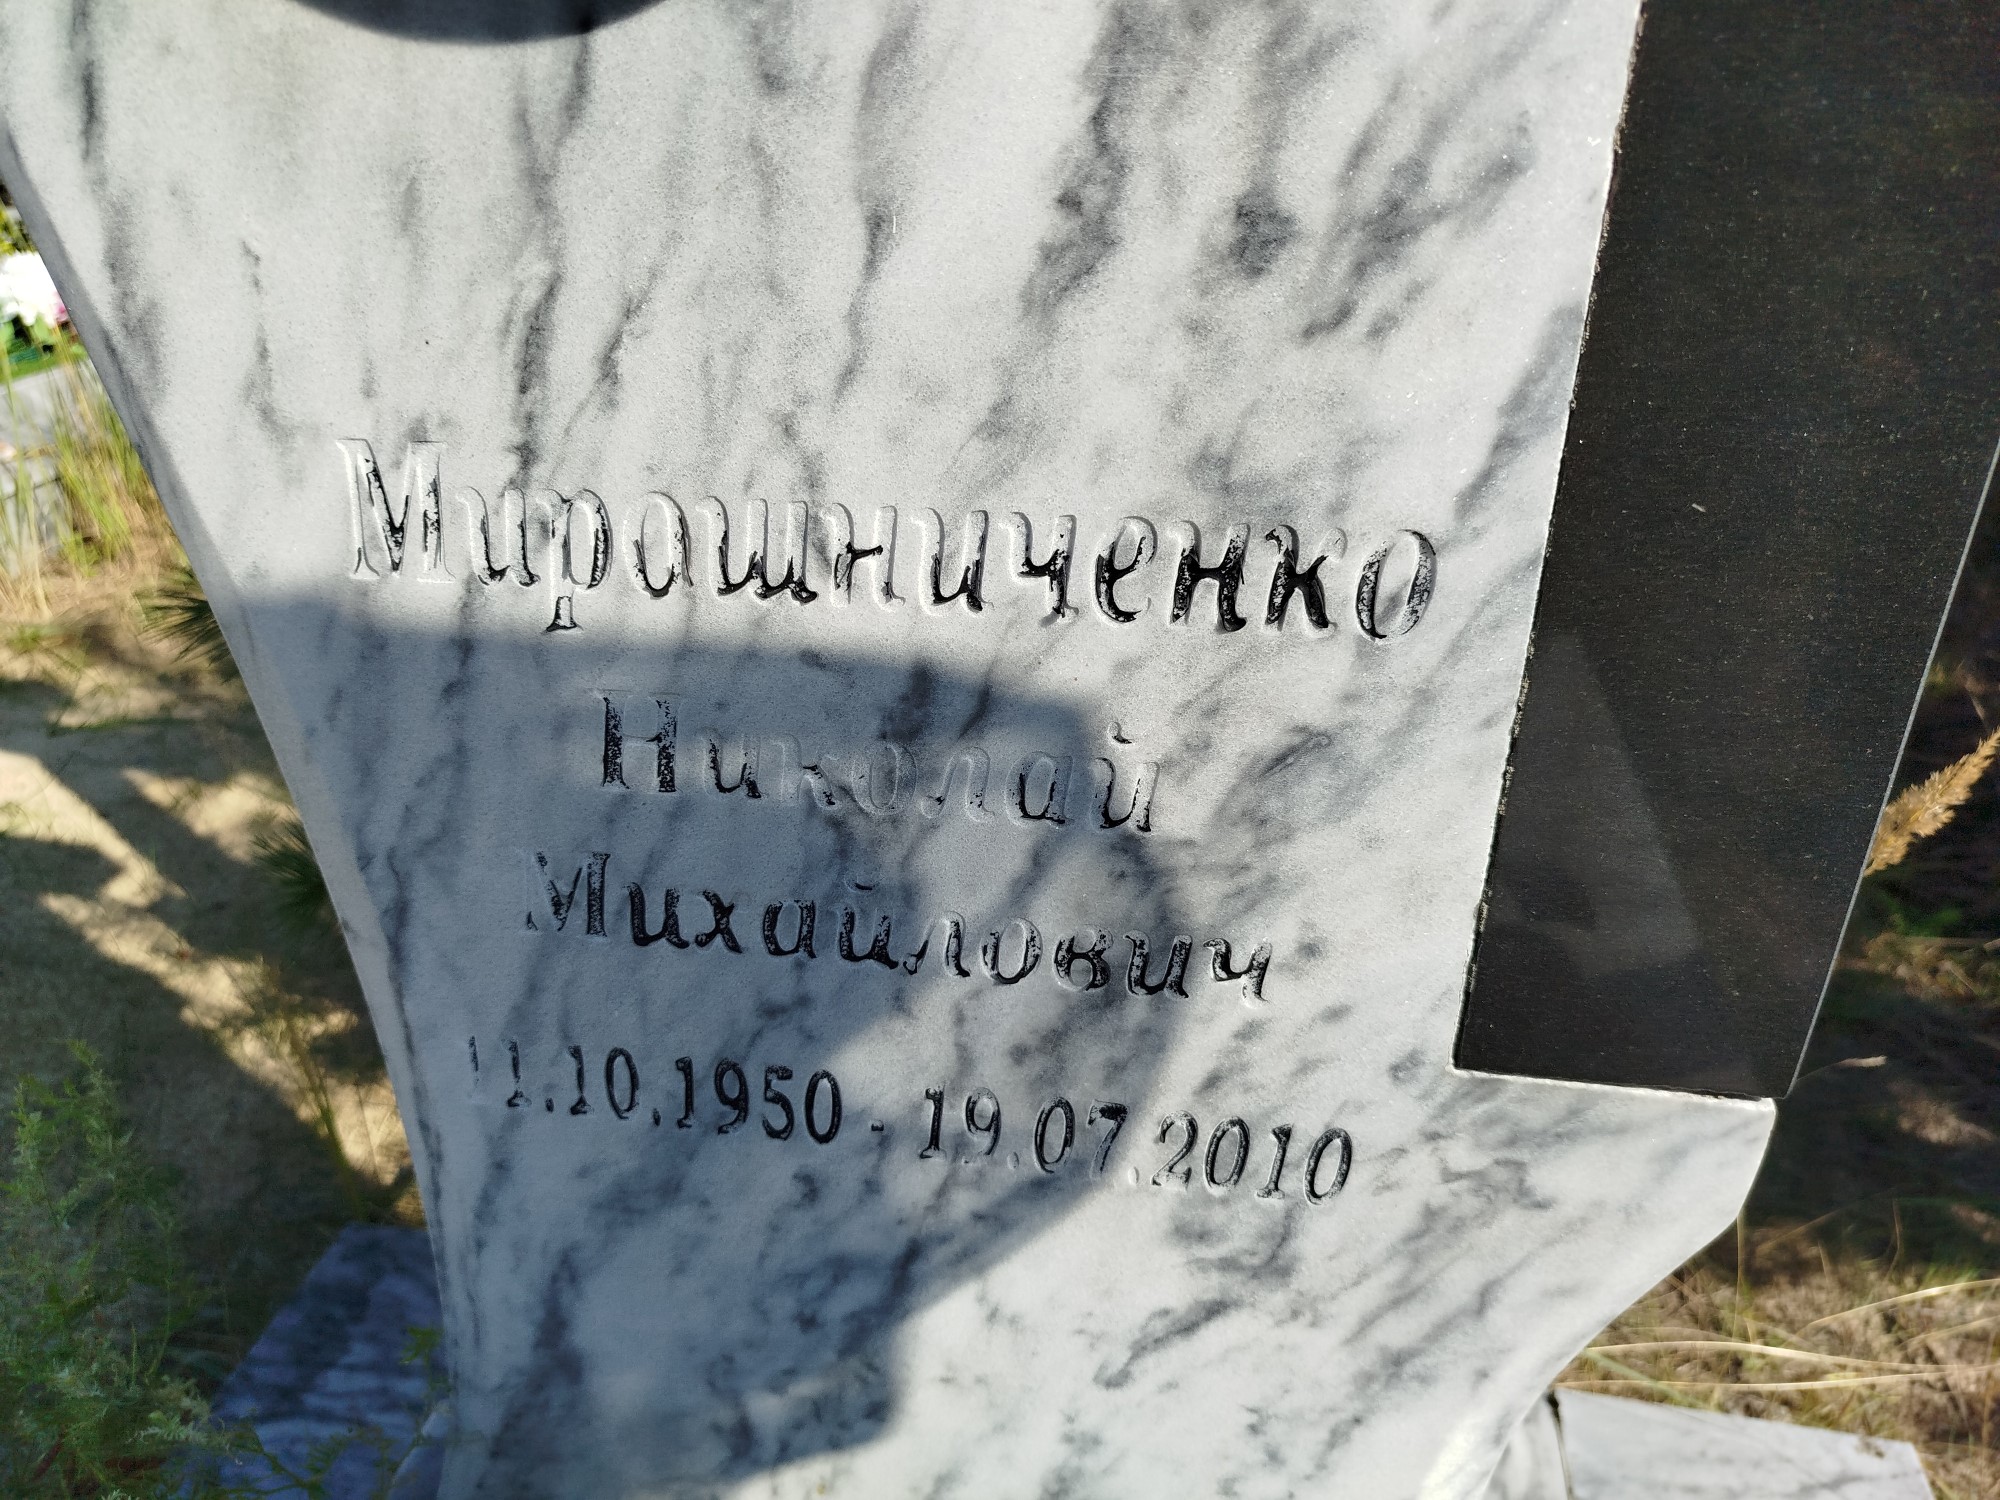 Мирошниченко
Николай
Михайлович
11.10.1950 - 19.07.2010